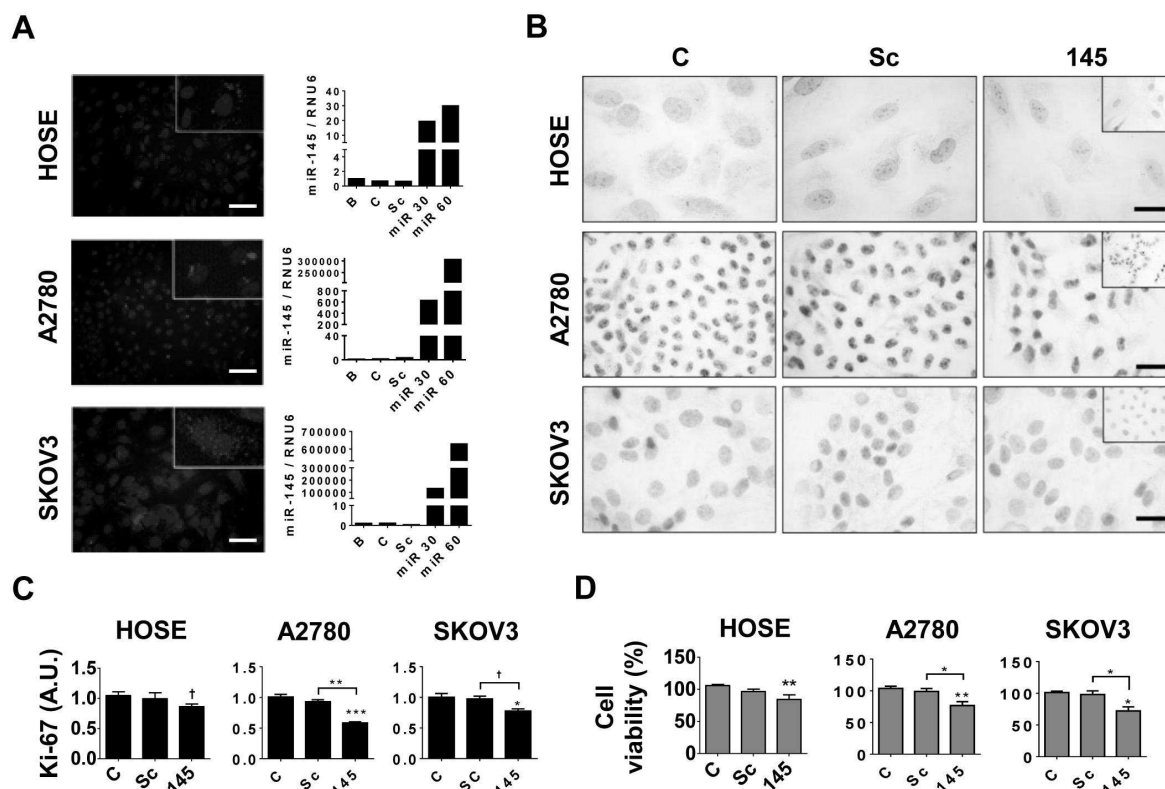 A
HOSE
miR-145 / RNU6
40
30
20
10
4
2
0
B C Sc miR 30 miR 60
A2780
miR-145 / RNU6
300000
250000
800
600
400
200
40
0
B C Sc miR 30 miR 60
SKOV3
miR-145 / RNU6
700000
600000
300000
200000
100000
10
0
B C Sc miR 30 miR 60
B
C Sc 145
HOSE
A2780
SKOV3
C
HOSE A2780 SKOV3
Ki-67 (A.U.)
1.5
1.0
0.5
0.0
†
C Sc 145
1.5
1.0
0.5
0.0
**
***
C Sc 145
1.5
1.0
0.5
0.0
†
*
C Sc 145
D
HOSE A2780 SKOV3
Cell
viability (%)
150
100
50
0
**
C Sc 145
150
100
50
0
*
**
C Sc 145
150
100
50
0
*
*
C Sc 145